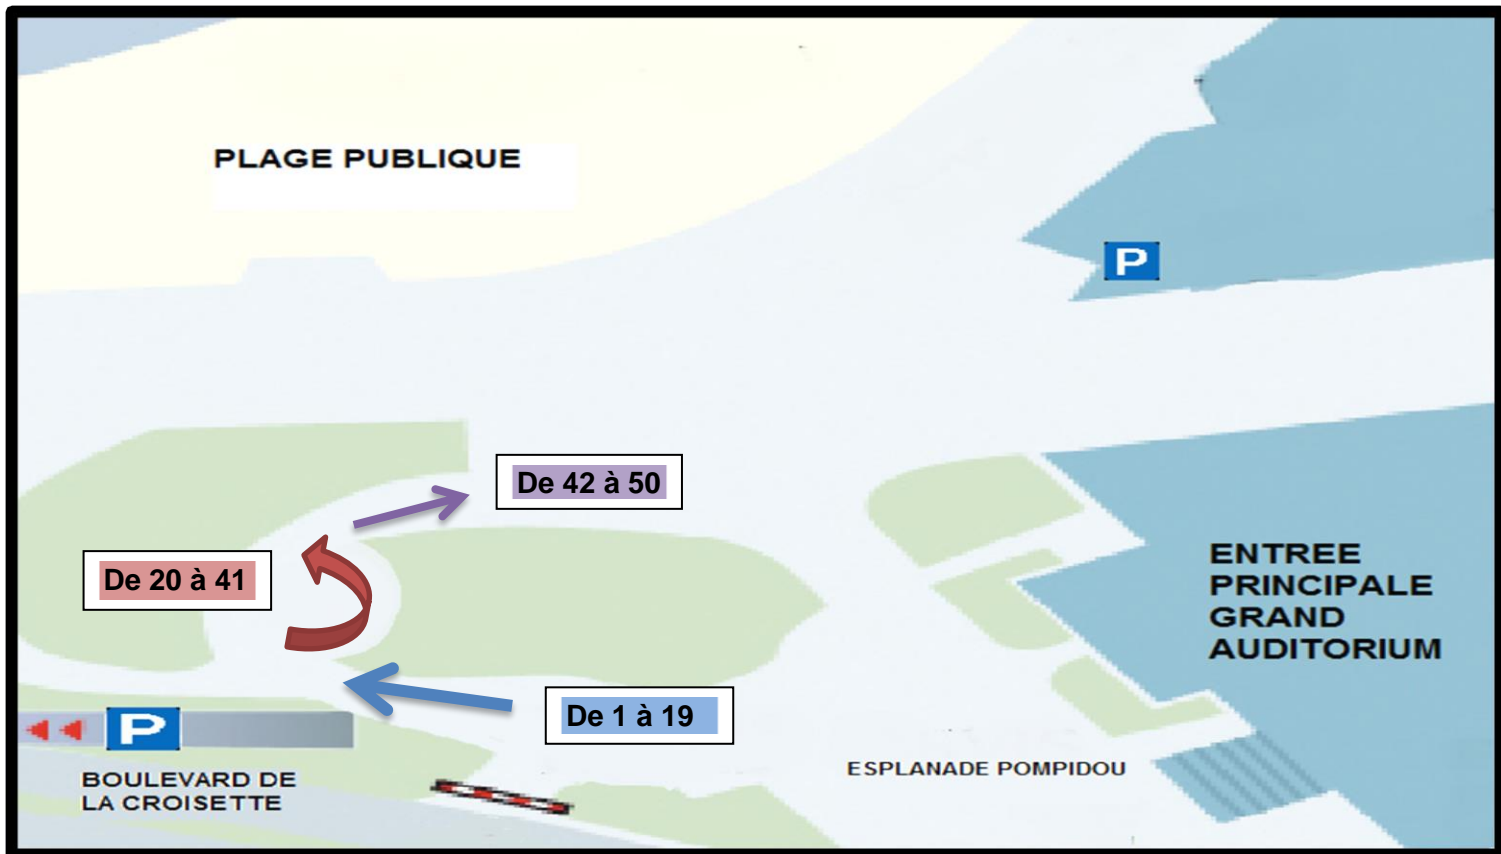 PLAGE PUBLIQUE
P
De 42 à 50
De 20 à 41
ENTREE
PRINCIPALE
GRAND
AUDITORIUM
De 1 à 19
P
ESPLANADE POMPIDOU
BOULEVARD DE
LA CROISETTE